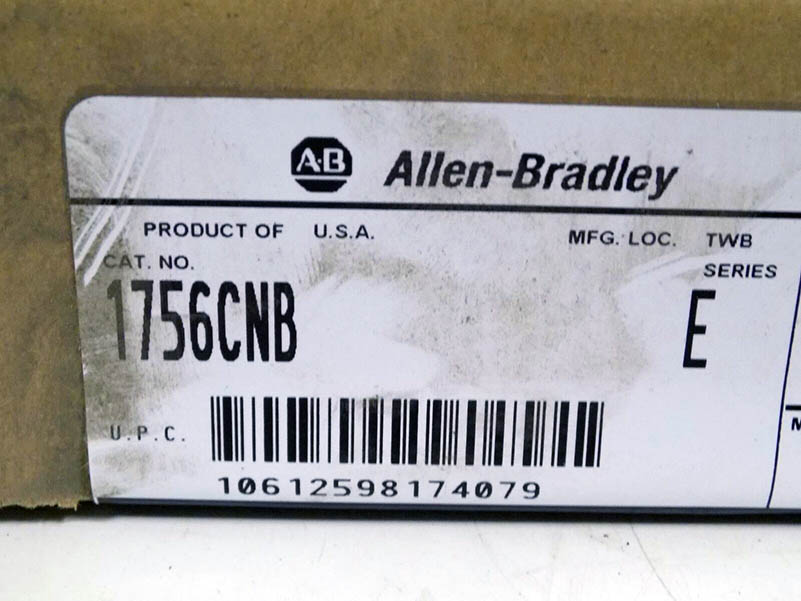 A·B Allen-Bradley
PRODUCT OF U.S.A. MFG. LOC. TWB
CAT. NO. SERIES
1756CNB E
U.P.C.
10612598174079
M